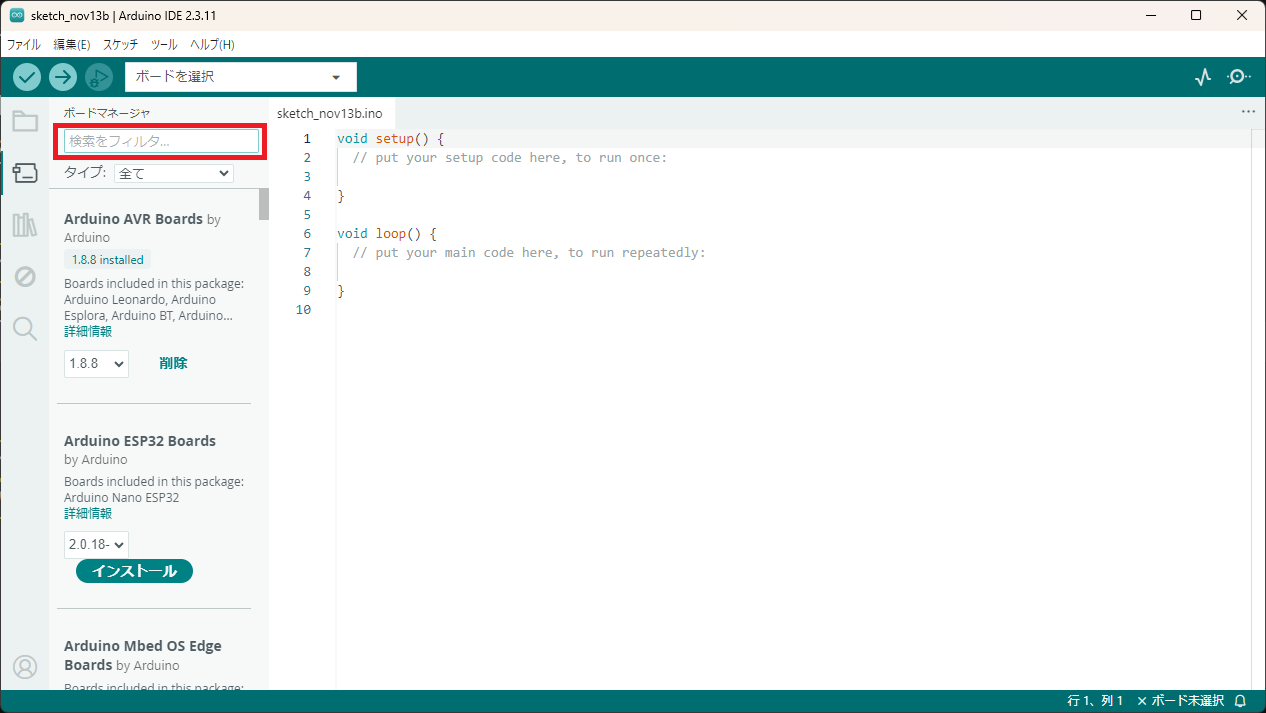 sketch_nov13b | Arduino IDE 2.3.11
ファイル 編集(E) スケッチ ツール ヘルプ(H)
ボードを選択
ボードマネージャ
検索をフィルタ...
タイプ: 全て
Arduino AVR Boards by
Arduino
1.8.8 installed
Boards included in this package:
Arduino Leonardo, Arduino
Esplora, Arduino BT, Arduino...
詳細情報
1.8.8 削除
Arduino ESP32 Boards
by Arduino
Boards included in this package:
Arduino Nano ESP32
詳細情報
2.0.18-
インストール
Arduino Mbed OS Edge
Boards by Arduino
Boards included in this package:
sketch_nov13b.ino
1 void setup() {
2 // put your setup code here, to run once:
3
4 }
5
6 void loop() {
7 // put your main code here, to run repeatedly:
8
9 }
10
行 1、列 1 ✕ ボード未選択